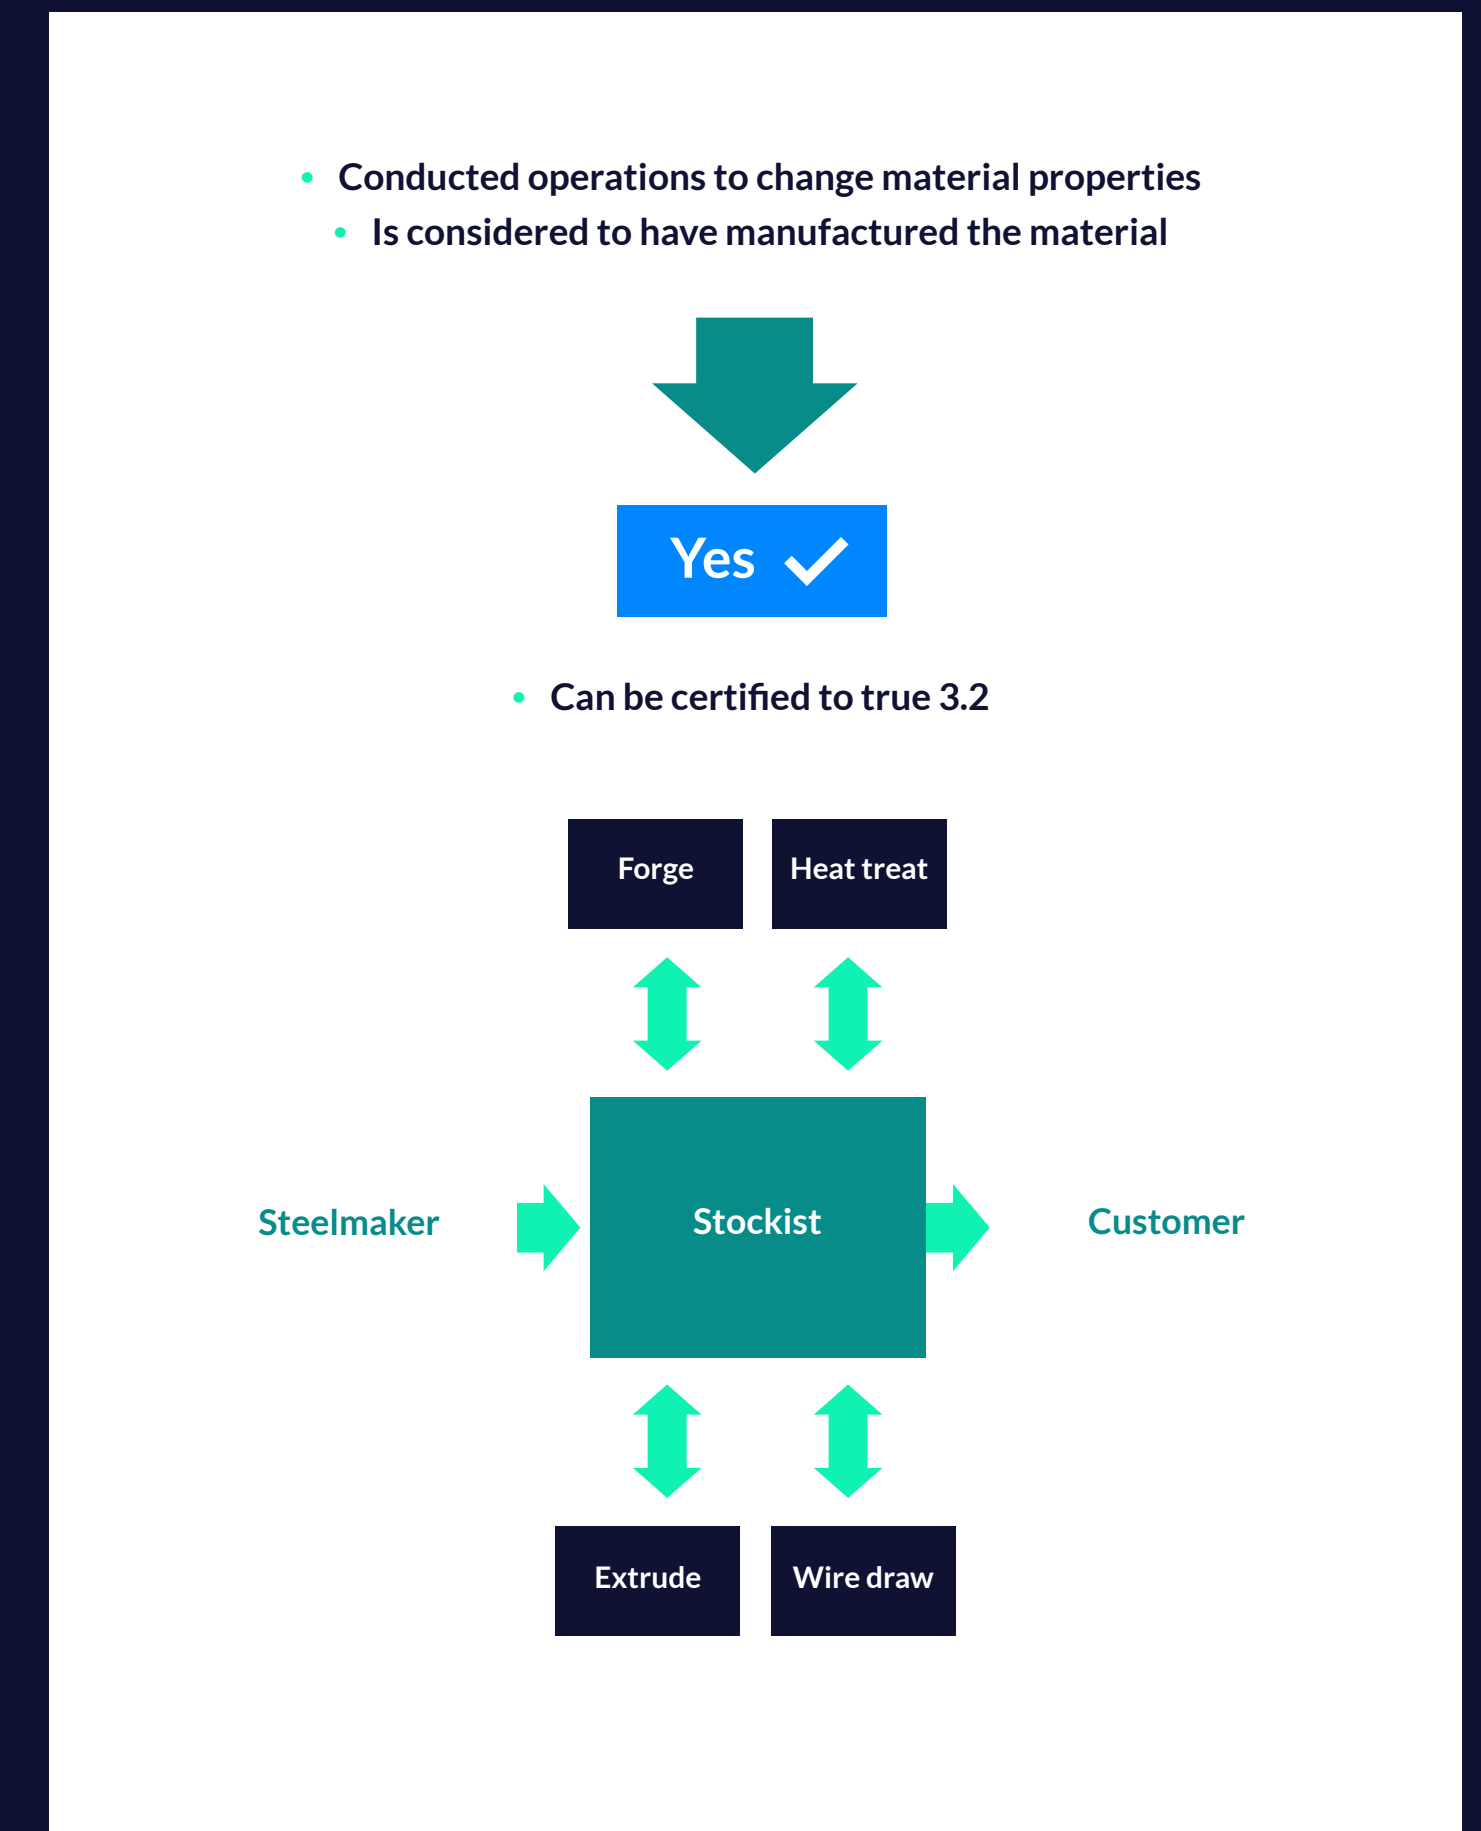 • Conducted operations to change material properties
• Is considered to have manufactured the material
Yes
• Can be certified to true 3.2
Forge
Heat treat
Steelmaker
Stockist
Customer
Extrude
Wire draw